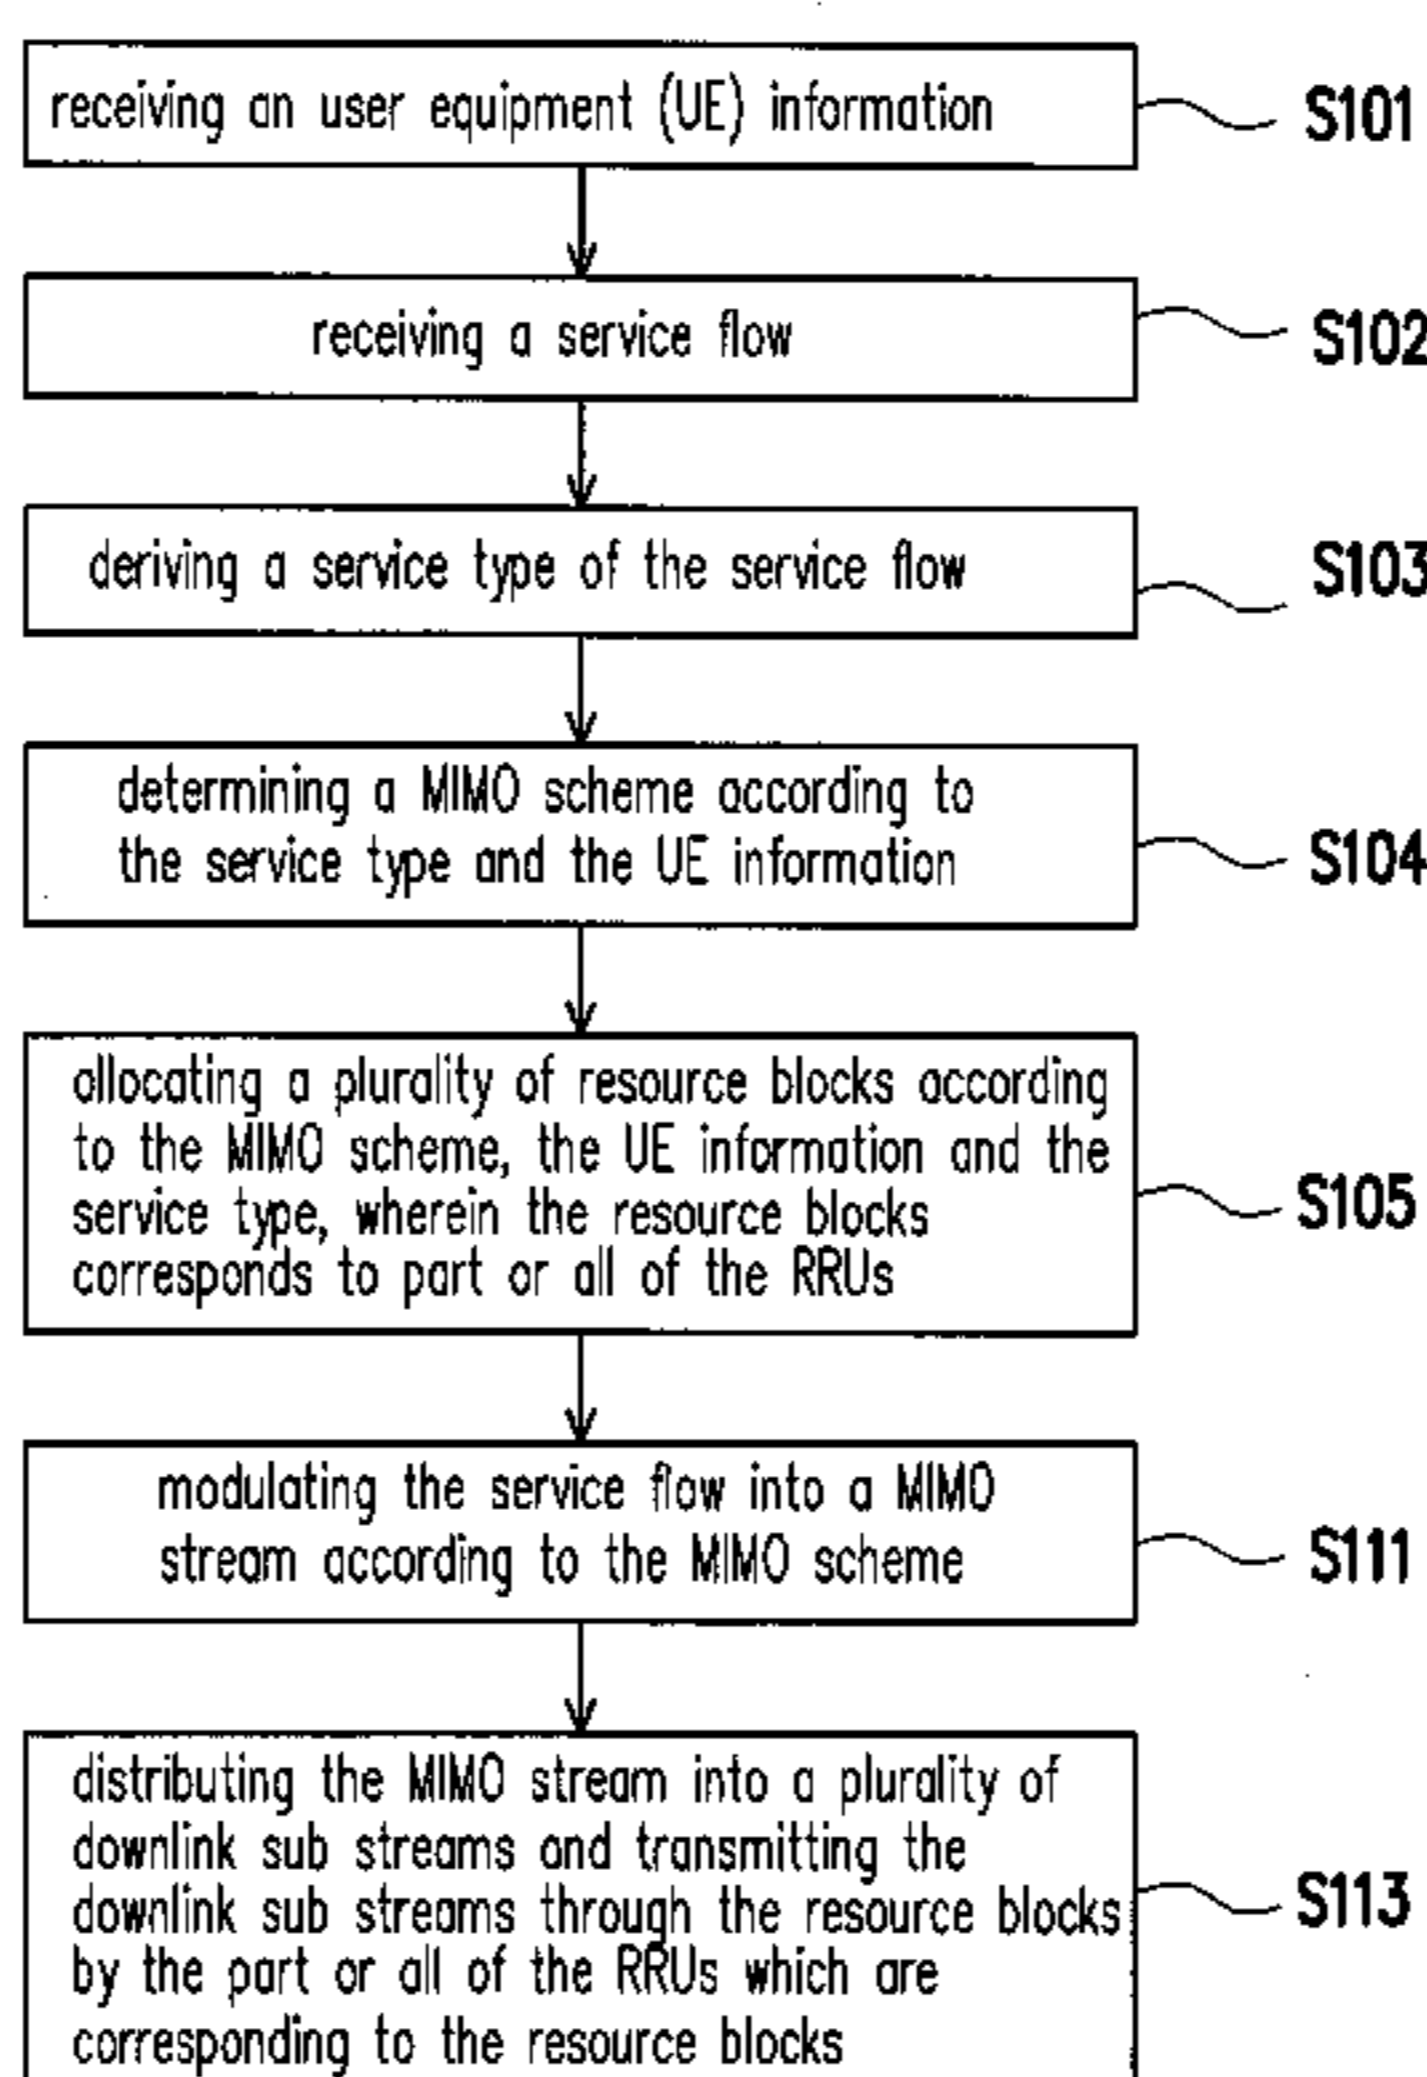 receiving an user equipment (UE) information
S101
receiving a service flow
S102
deriving a service type of the service flow
S103
determining a MIMO scheme according to
the service type and the UE information
S104
allocating a plurality of resource blocks according
to the MIMO scheme, the UE information and the
service type, wherein the resource blocks
corresponds to part or all of the RRUs
S105
modulating the service flow into a MIMO
stream according to the MIMO scheme
S111
distributing the MIMO stream into a plurality of
downlink sub streams and transmitting the
downlink sub streams through the resource blocks
by the part or all of the RRUs which are
corresponding to the resource blocks
S113